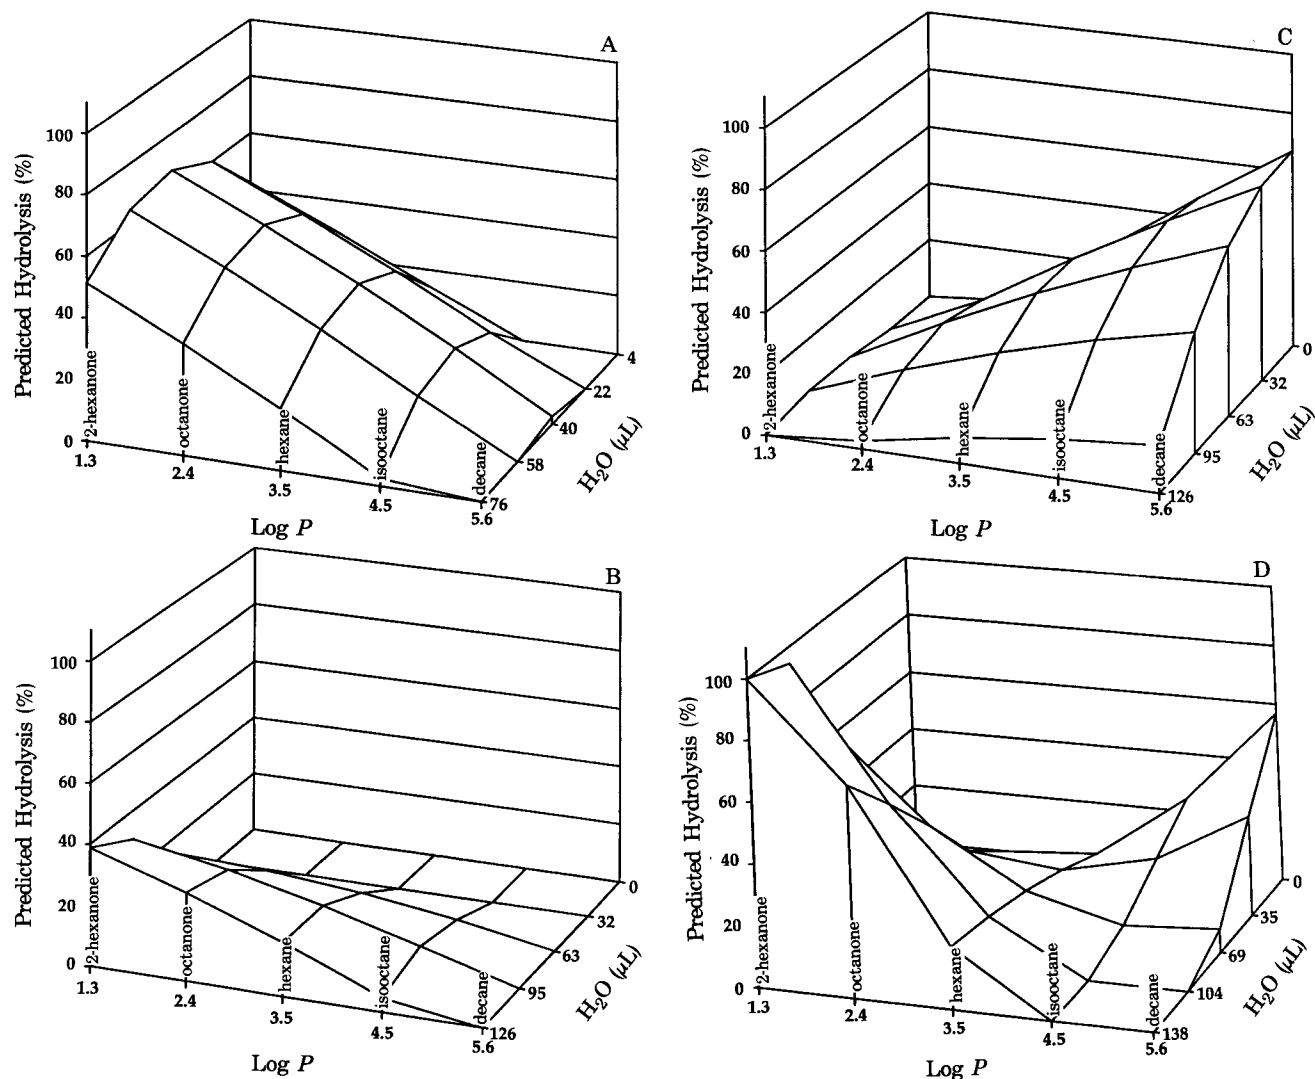 A
Predicted Hydrolysis (%)
100
80
60
40
20
0
2-hexanone
octanone
hexane
isooctane
decane
1.3
2.4
3.5
4.5
5.6
Log P
4
22
40
58
76
H₂O (μL)
C
Predicted Hydrolysis (%)
100
80
60
40
20
0
2-hexanone
octanone
hexane
isooctane
decane
1.3
2.4
3.5
4.5
5.6
Log P
0
32
63
95
126
H₂O (μL)
B
Predicted Hydrolysis (%)
100
80
60
40
20
0
2-hexanone
octanone
hexane
isooctane
decane
1.3
2.4
3.5
4.5
5.6
Log P
0
32
63
95
126
H₂O (μL)
D
Predicted Hydrolysis (%)
100
80
60
40
20
0
2-hexanone
octanone
hexane
isooctane
decane
1.3
2.4
3.5
4.5
5.6
Log P
0
35
69
104
138
H₂O (μL)